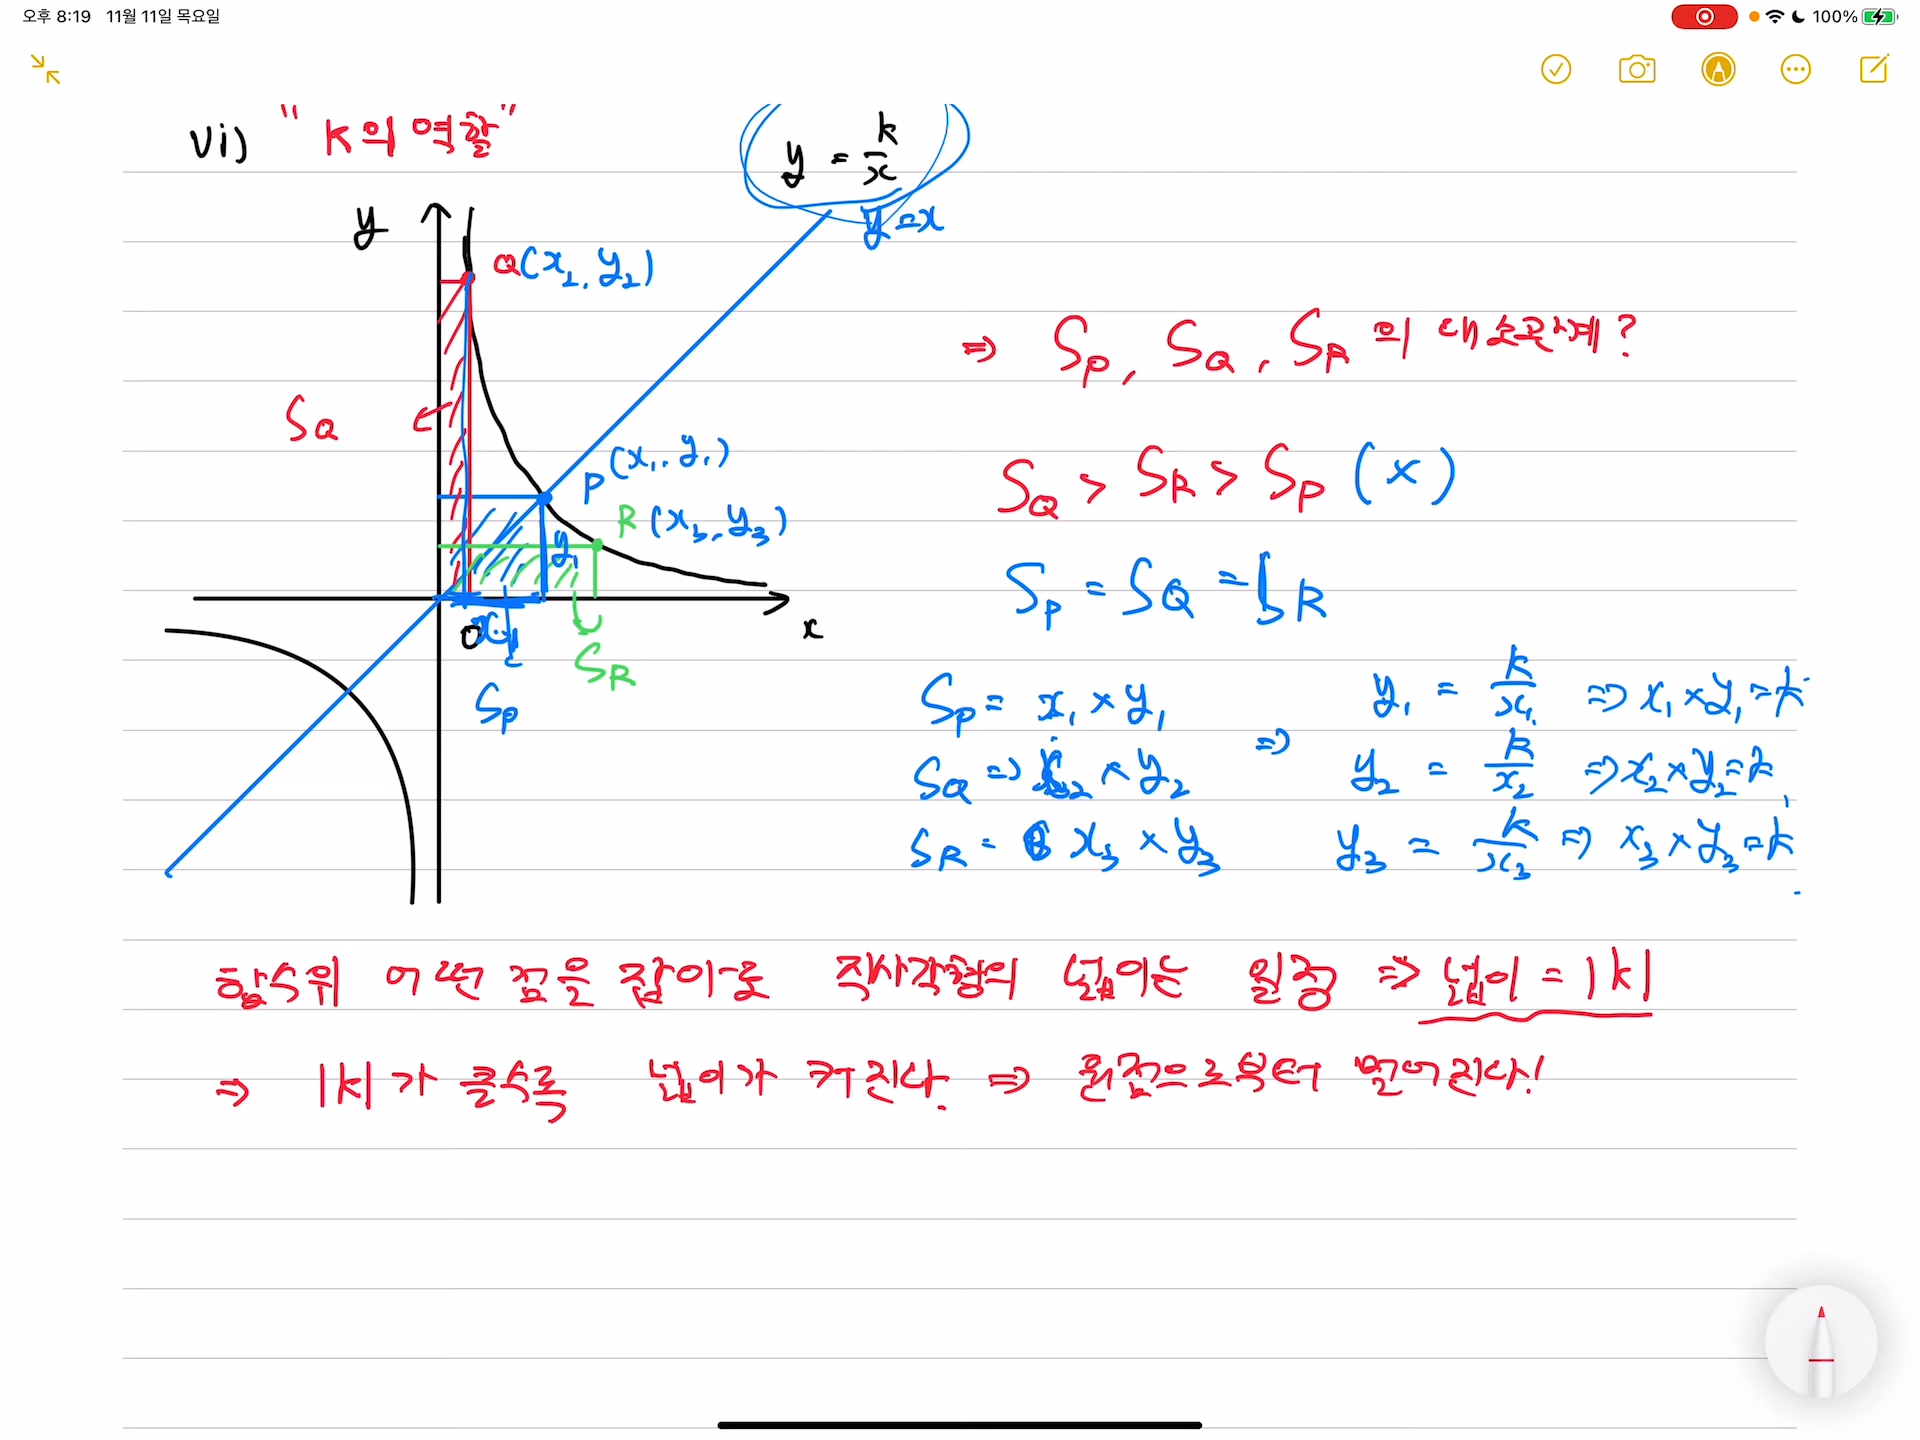 오후 8:19 11월 11일 목요일
100%
vi) "K의 역할"
y = k/x
y = x
y
Q(x₂, y₂)
⇒ Sp, SQ, SR 의 대소관계?
SQ
P(x₁, y₁)
SQ > SR > Sp (x)
R(x₃, y₃)
y₁
Sp = SQ = SR
0
x₁
x
SR
Sp
Sp = x₁ × y₁ ⇒ y₁ = k/x₁ ⇒ x₁ × y₁ = k
SQ ⇒ x₂ × y₂ y₂ = k/x₂ ⇒ x₂ × y₂ = k
SR = x₃ × y₃ y₃ = k/x₃ ⇒ x₃ × y₃ = k
함수위 어떤 점을 잡아도 직사각형의 넓이는 일정 ⇒ 넓이 = |k|
⇒ |k|가 클수록 넓이가 커진다. ⇒ 원점으로부터 멀어진다!